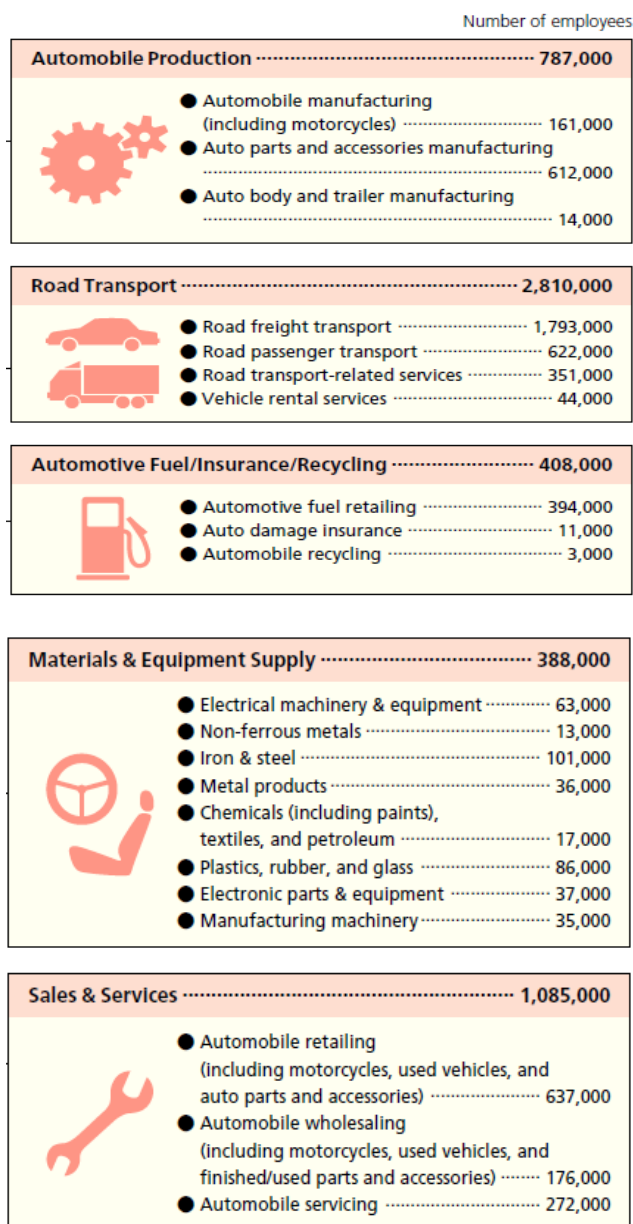 Number of employees
Automobile Production ··· 787,000
● Automobile manufacturing
(including motorcycles) ··· 161,000
● Auto parts and accessories manufacturing
··· 612,000
● Auto body and trailer manufacturing
··· 14,000
Road Transport ··· 2,810,000
● Road freight transport ··· 1,793,000
● Road passenger transport ··· 622,000
● Road transport-related services ··· 351,000
● Vehicle rental services ··· 44,000
Automotive Fuel/Insurance/Recycling ··· 408,000
● Automotive fuel retailing ··· 394,000
● Auto damage insurance ··· 11,000
● Automobile recycling ··· 3,000
Materials & Equipment Supply ··· 388,000
● Electrical machinery & equipment ··· 63,000
● Non-ferrous metals ··· 13,000
● Iron & steel ··· 101,000
● Metal products ··· 36,000
● Chemicals (including paints),
textiles, and petroleum ··· 17,000
● Plastics, rubber, and glass ··· 86,000
● Electronic parts & equipment ··· 37,000
● Manufacturing machinery ··· 35,000
Sales & Services ··· 1,085,000
● Automobile retailing
(including motorcycles, used vehicles, and
auto parts and accessories) ··· 637,000
● Automobile wholesaling
(including motorcycles, used vehicles, and
finished/used parts and accessories) ··· 176,000
● Automobile servicing ··· 272,000